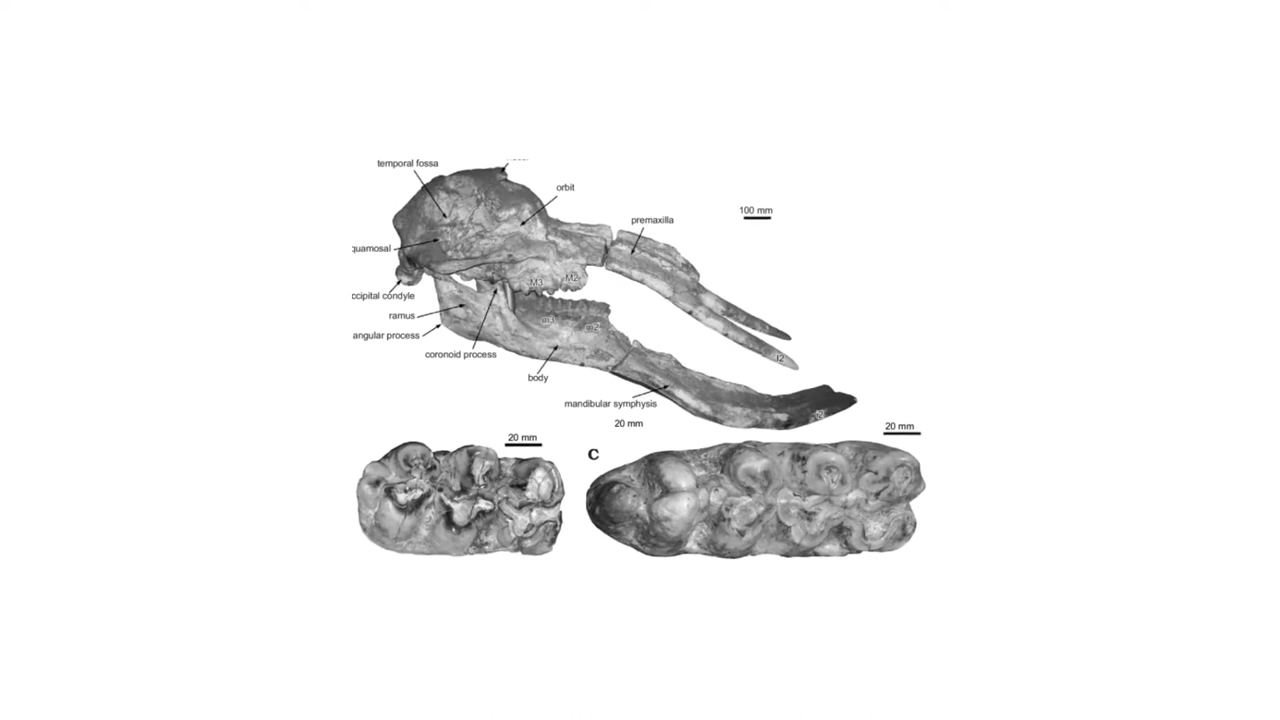 temporal fossa
orbit
100 mm
premaxilla
quamosal
M3
M2
ccipital condyle
ramus
m3
m2
angular process
coronoid process
I2
body
mandibular symphysis
i2
20 mm
20 mm
20 mm
c